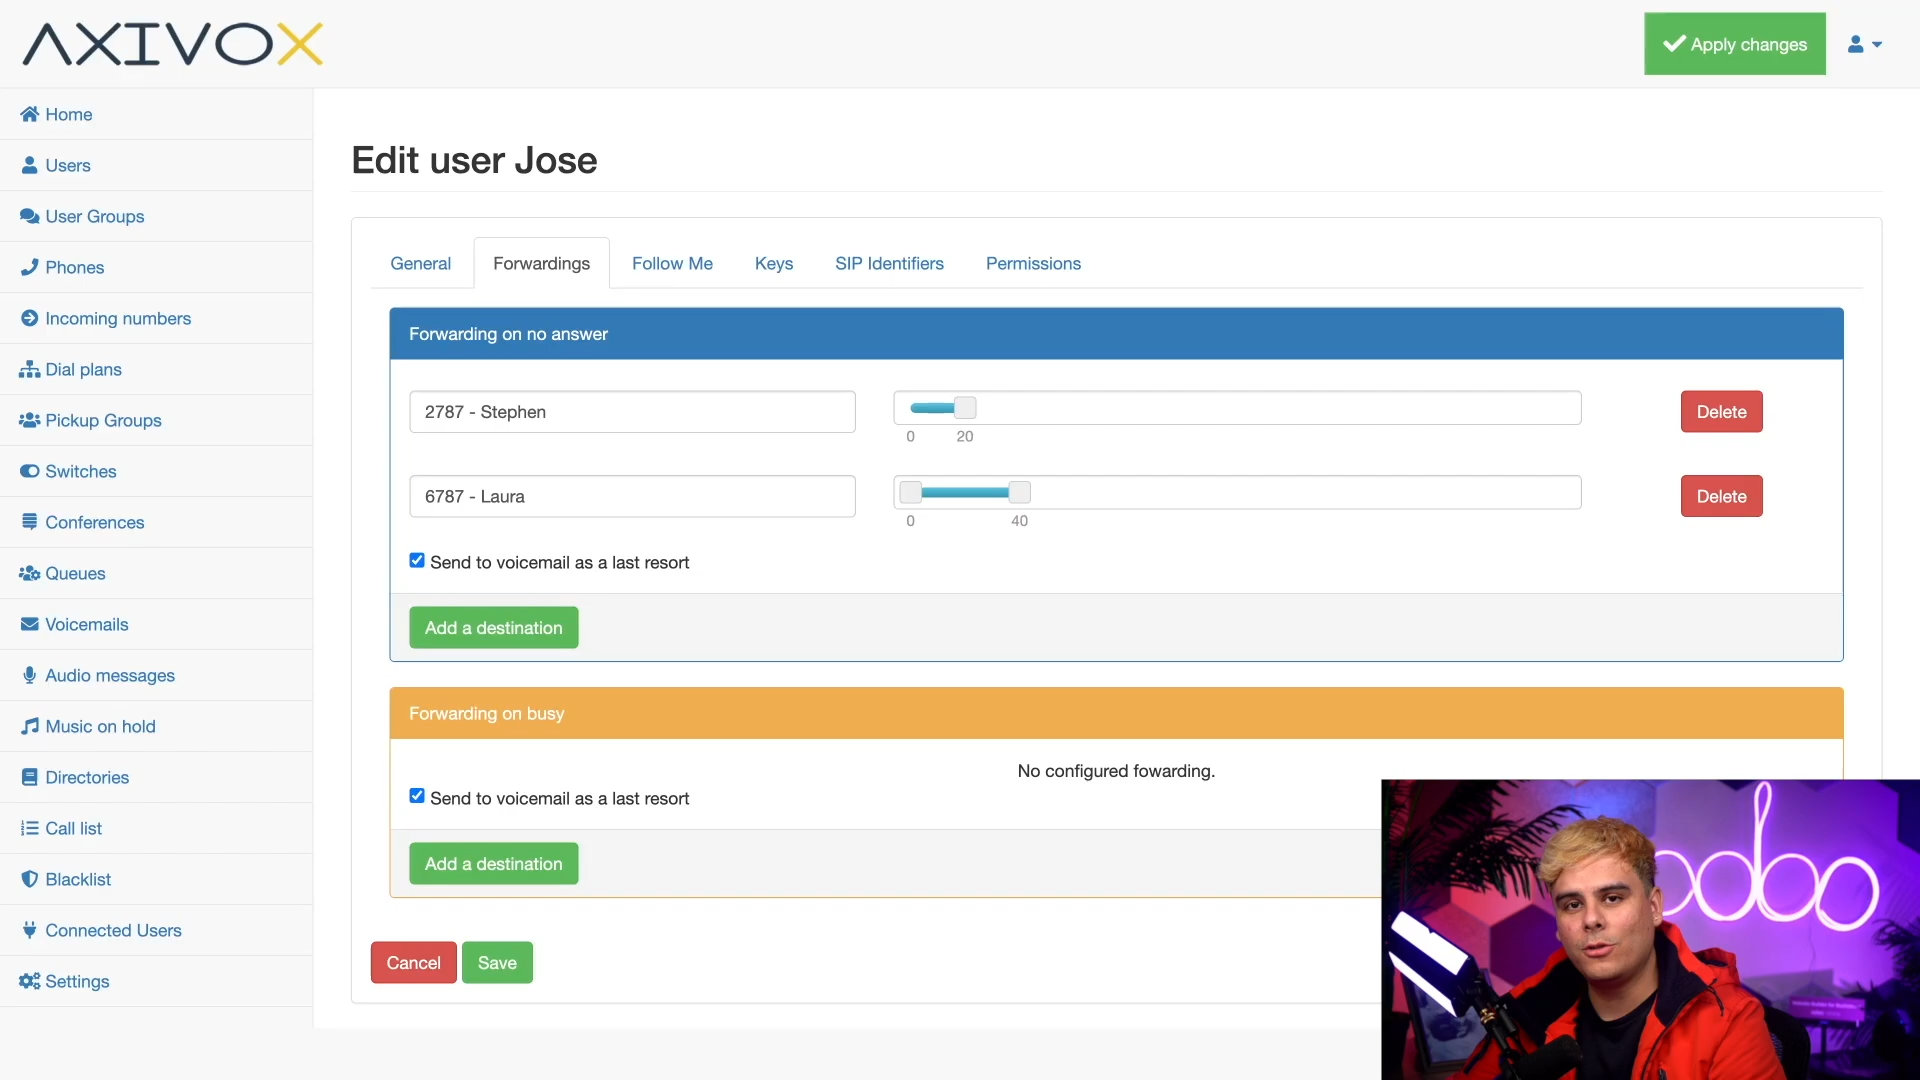 AXIVOX
Apply changes
Home
Users
User Groups
Phones
Incoming numbers
Dial plans
Pickup Groups
Switches
Conferences
Queues
Voicemails
Audio messages
Music on hold
Directories
Call list
Blacklist
Connected Users
Settings
Edit user Jose
General
Forwardings
Follow Me
Keys
SIP Identifiers
Permissions
Forwarding on no answer
2787 - Stephen
0
20
Delete
6787 - Laura
0
40
Delete
Send to voicemail as a last resort
Add a destination
Forwarding on busy
No configured fowarding.
Send to voicemail as a last resort
Add a destination
Cancel
Save
odoo